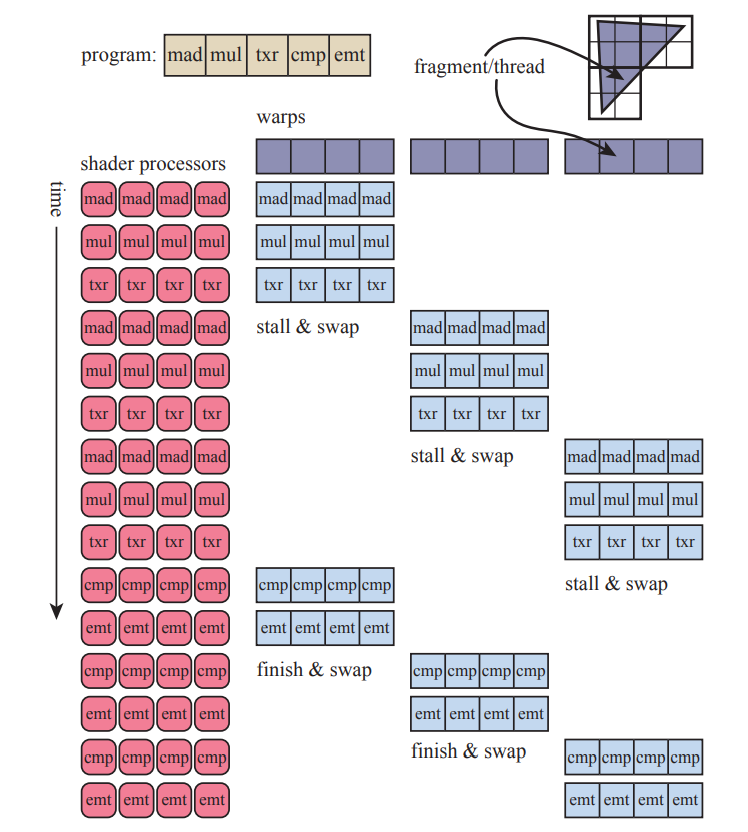 program: mad mul txr cmp emt
fragment/thread
warps
shader processors
time
mad mad mad mad mad mad mad mad
mul mul mul mul mul mul mul mul
txr txr txr txr txr txr txr txr
mad mad mad mad stall & swap mad mad mad mad
mul mul mul mul mul mul mul mul
txr txr txr txr txr txr txr txr
mad mad mad mad stall & swap mad mad mad mad
mul mul mul mul mul mul mul mul
txr txr txr txr txr txr txr txr
cmp cmp cmp cmp cmp cmp cmp cmp stall & swap
emt emt emt emt emt emt emt emt
cmp cmp cmp cmp finish & swap cmp cmp cmp cmp
emt emt emt emt emt emt emt emt
cmp cmp cmp cmp finish & swap cmp cmp cmp cmp
emt emt emt emt emt emt emt emt